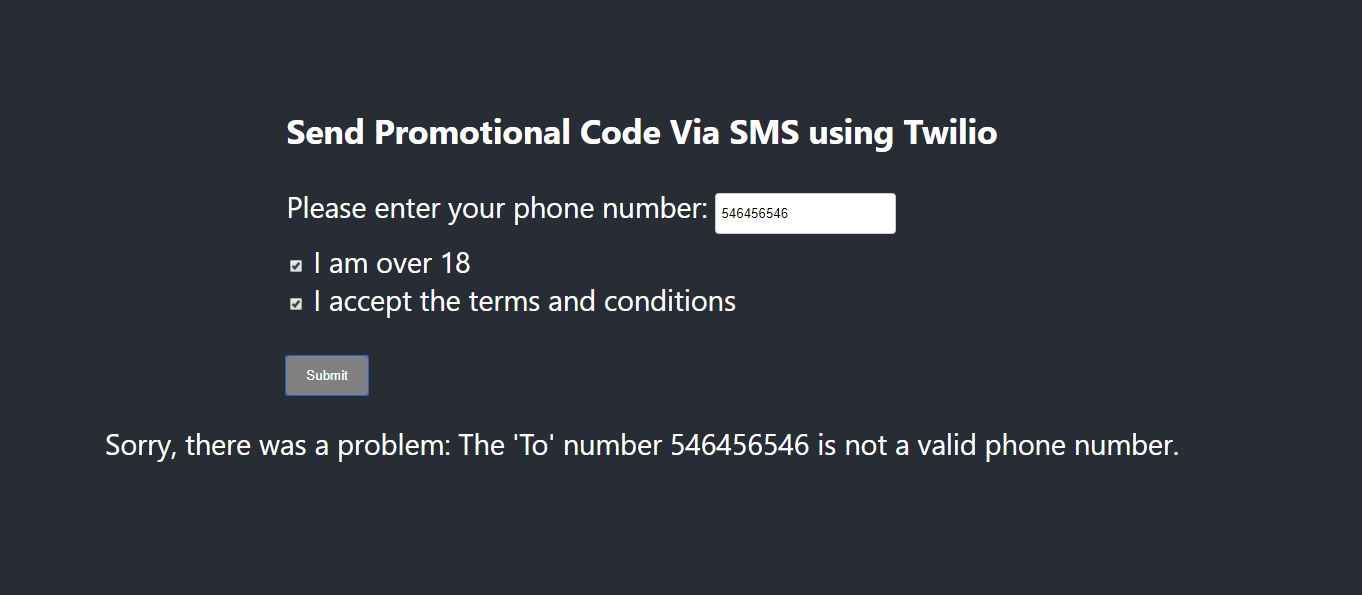 Send Promotional Code Via SMS using Twilio
Please enter your phone number: 546456546
I am over 18
I accept the terms and conditions
Submit
Sorry, there was a problem: The 'To' number 546456546 is not a valid phone number.